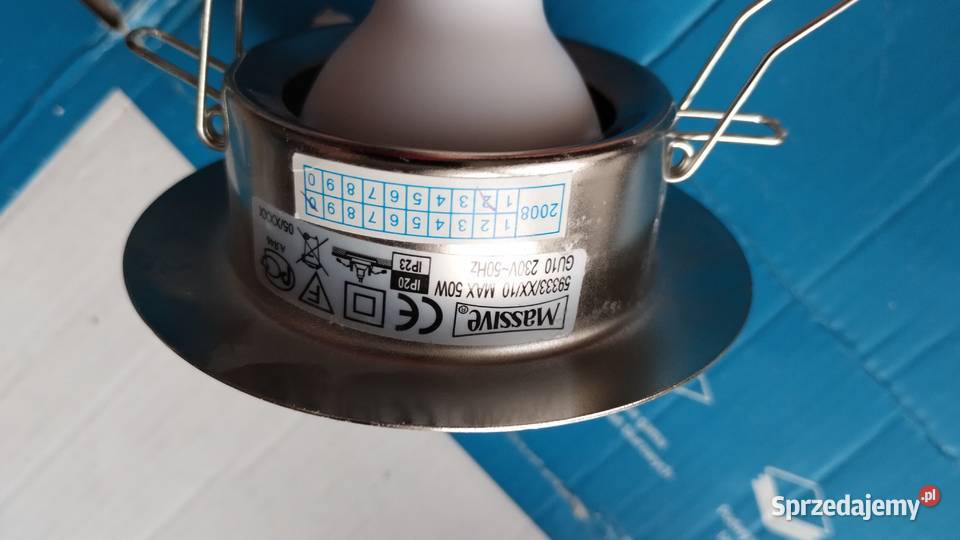 Massive®
CE
F
59333/XX/10 MAX 50W
GU10 230V~50Hz
IP20
IP23
2008
1 2 3 4 5 6 7 8 9 0
1 2 3 4 5 6 7 8 9 0
Sprzedajemy.pl